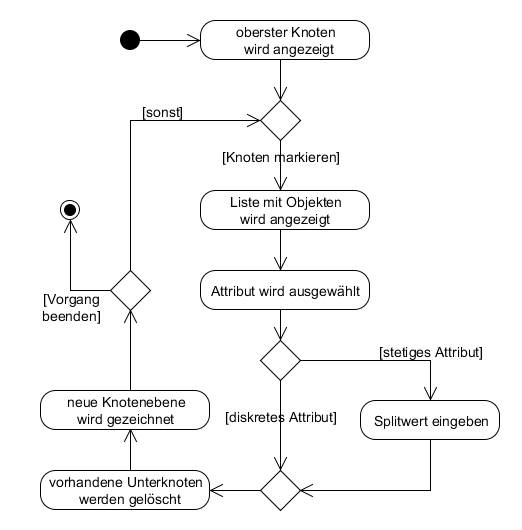 oberster Knoten
wird angezeigt
[sonst]
[Knoten markieren]
Liste mit Objekten
wird angezeigt
Attribut wird ausgewählt
[Vorgang
beenden]
[stetiges Attribut]
neue Knotenebene
wird gezeichnet
[diskretes Attribut]
Splitwert eingeben
vorhandene Unterknoten
werden gelöscht